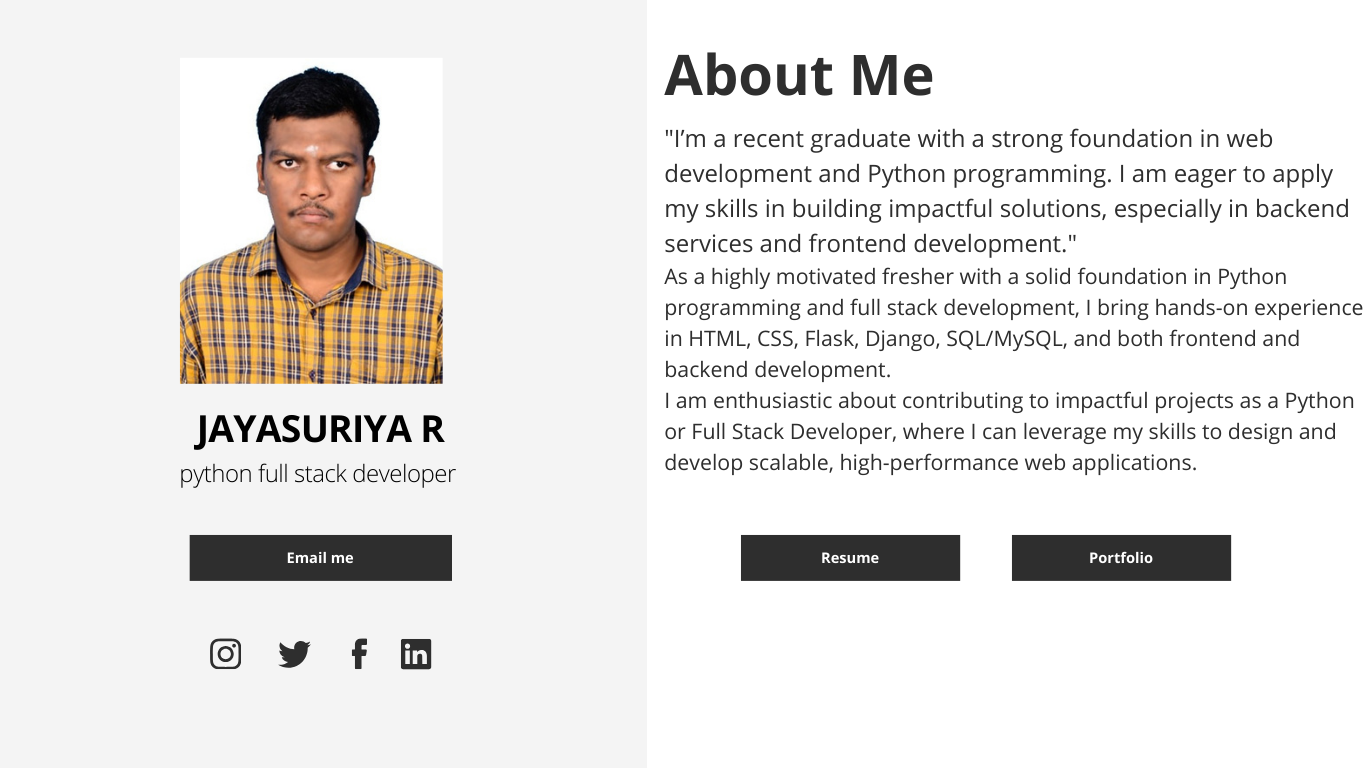 About Me
"I’m a recent graduate with a strong foundation in web
development and Python programming. I am eager to apply
my skills in building impactful solutions, especially in backend
services and frontend development."
As a highly motivated fresher with a solid foundation in Python
programming and full stack development, I bring hands-on experience
in HTML, CSS, Flask, Django, SQL/MySQL, and both frontend and
backend development.
I am enthusiastic about contributing to impactful projects as a Python
or Full Stack Developer, where I can leverage my skills to design and
develop scalable, high-performance web applications.
JAYASURIYA R
python full stack developer
Email me
Resume
Portfolio